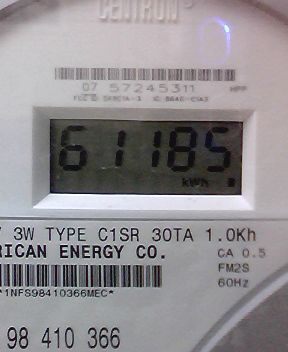 CENTRON
07 57245311
61185
kWh
3W TYPE C1SR 30TA 1.0Kh
RICAN ENERGY CO.
CA 0.5
FM2S
60Hz
*1NFS98410366MEC*
98 410 366